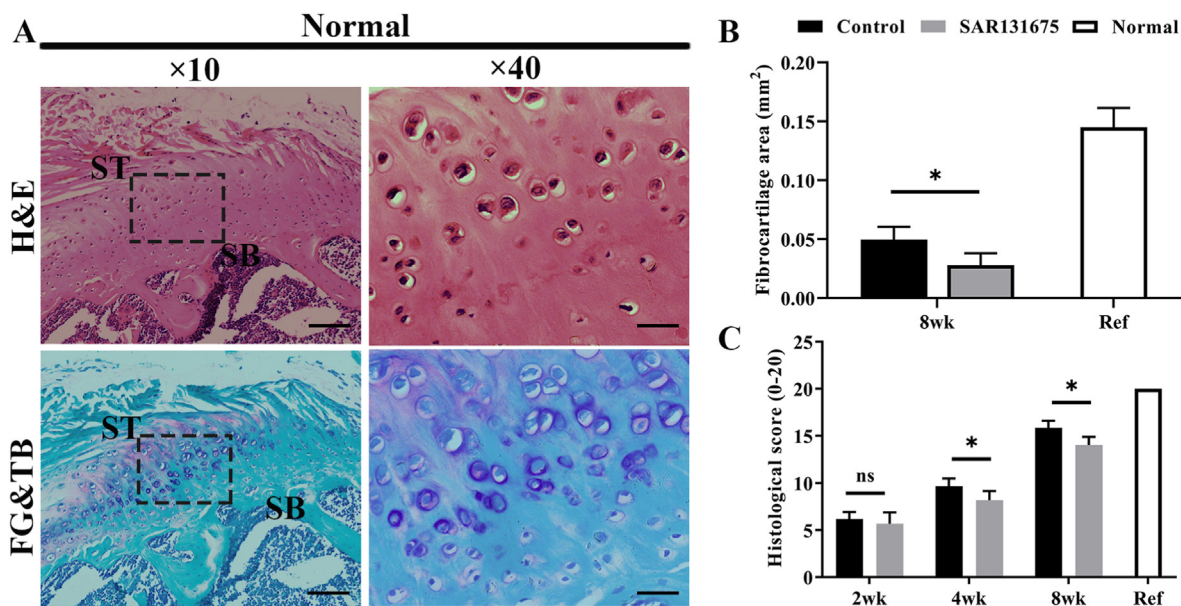 A
Normal
×10
×40
H&E
ST
SB
FG&TB
ST
SB
B
Control
SAR131675
Normal
Fibrocartilage area (mm²)
0.20
0.15
0.10
0.05
0.00
*
8wk
Ref
C
Histological score (0-20)
25
20
15
10
5
0
ns
*
*
2wk
4wk
8wk
Ref